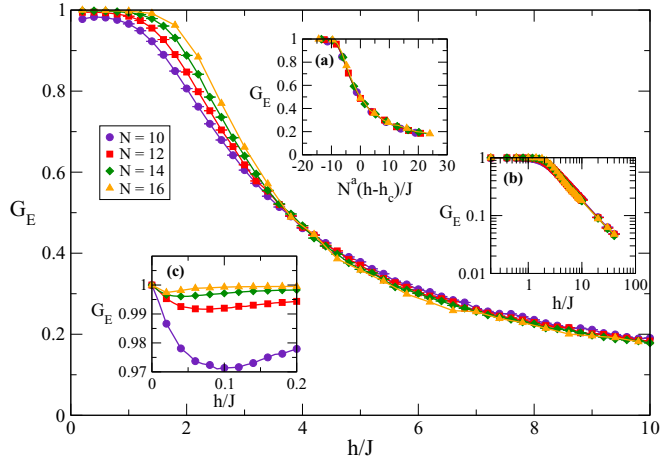 1
0.8
0.6
0.4
0.2
0
G_E
0
2
4
6
8
10
h/J
N = 10
N = 12
N = 14
N = 16
(a)
1
0.8
0.6
0.4
0.2
0
G_E
-20
-10
0
10
20
30
N^a(h-h_c)/J
(b)
1
0.1
0.01
G_E
1
10
100
h/J
(c)
1
0.99
0.98
0.97
G_E
0
0.1
0.2
h/J